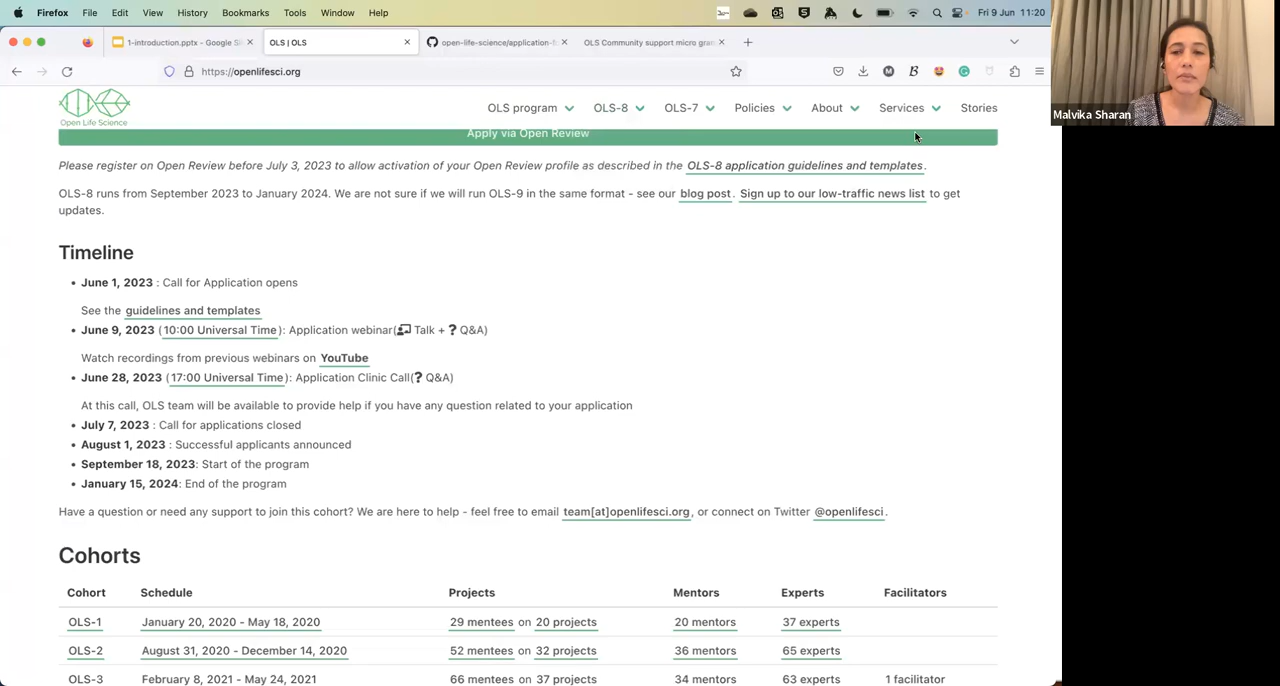 Firefox File Edit View History Bookmarks Tools Window Help Fri 9 Jun 11:20
1-introduction.pptx - Google Sl OLS | OLS open-life-science/application-f OLS Community support micro gran
https://openlifesci.org
Open Life Science
OLS program OLS-8 OLS-7 Policies About Services Stories
Apply via Open Review
Please register on Open Review before July 3, 2023 to allow activation of your Open Review profile as described in the OLS-8 application guidelines and templates.
OLS-8 runs from September 2023 to January 2024. We are not sure if we will run OLS-9 in the same format - see our blog post. Sign up to our low-traffic news list to get
updates.
Timeline
• June 1, 2023 : Call for Application opens
See the guidelines and templates
• June 9, 2023 (10:00 Universal Time): Application webinar( Talk + ? Q&A)
Watch recordings from previous webinars on YouTube
• June 28, 2023 (17:00 Universal Time): Application Clinic Call(? Q&A)
At this call, OLS team will be available to provide help if you have any question related to your application
• July 7, 2023 : Call for applications closed
• August 1, 2023 : Successful applicants announced
• September 18, 2023: Start of the program
• January 15, 2024: End of the program
Have a question or need any support to join this cohort? We are here to help - feel free to email team[at]openlifesci.org, or connect on Twitter @openlifesci.
Cohorts
Cohort Schedule Projects Mentors Experts Facilitators
OLS-1 January 20, 2020 - May 18, 2020 29 mentees on 20 projects 20 mentors 37 experts
OLS-2 August 31, 2020 - December 14, 2020 52 mentees on 32 projects 36 mentors 65 experts
OLS-3 February 8, 2021 - May 24, 2021 66 mentees on 37 projects 34 mentors 63 experts 1 facilitator
Malvika Sharan